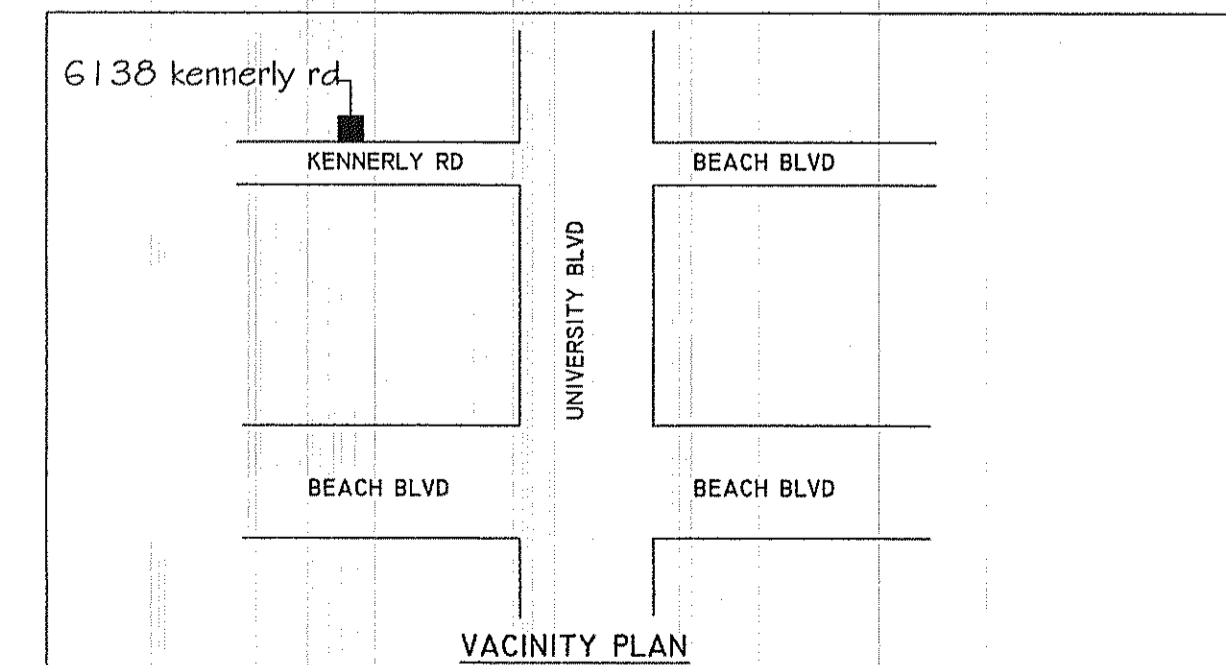 6138 kennerly rd
KENNERLY RD
BEACH BLVD
UNIVERSITY BLVD
BEACH BLVD
BEACH BLVD
VACINITY PLAN